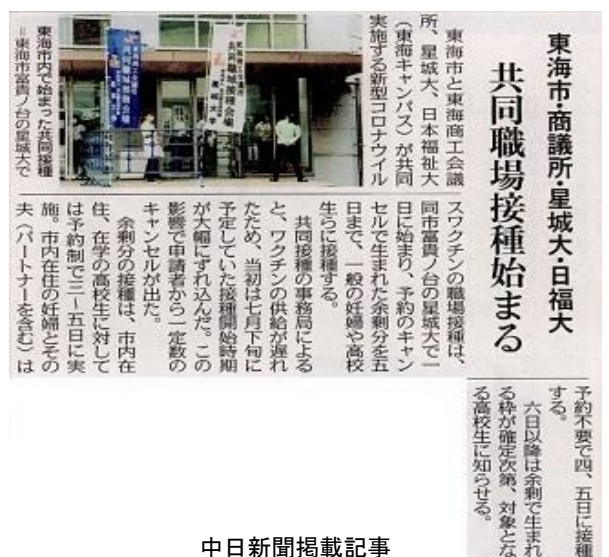 東海市・商議所・星城大・日福大
共同職場接種始まる
東海市と東海商工会議
所、星城大、日本福祉大
（東海キャンパス）が共同
実施する新型コロナウイル
共同職域接種会場
共同職域接種会場
東海市内で始まった共同接種
＝東海市富貴ノ台の星城大で
スワクチンの職場接種は、
同市富貴ノ台の星城大で一
日に始まり、予約のキャン
セルで生まれた余剰分を五
日まで、一般の妊婦や高校
生らに接種する。
共同接種の事務局による
と、ワクチンの供給が遅れ
たため、当初は七月下旬に
予定していた接種開始時期
が大幅にずれ込んだ。この
影響で申請者から一定数の
キャンセルが出た。
余剰分の接種は、市内在
住、在学の高校生に対して
は予約制で三〜五日に実
施。市内在住の妊婦とその
夫（パートナーを含む）は
予約不要で四、五日に接種
する。
六日以降は余剰で生まれ
る枠が確定次第、対象とな
る高校生に知らせる。
中日新聞掲載記事